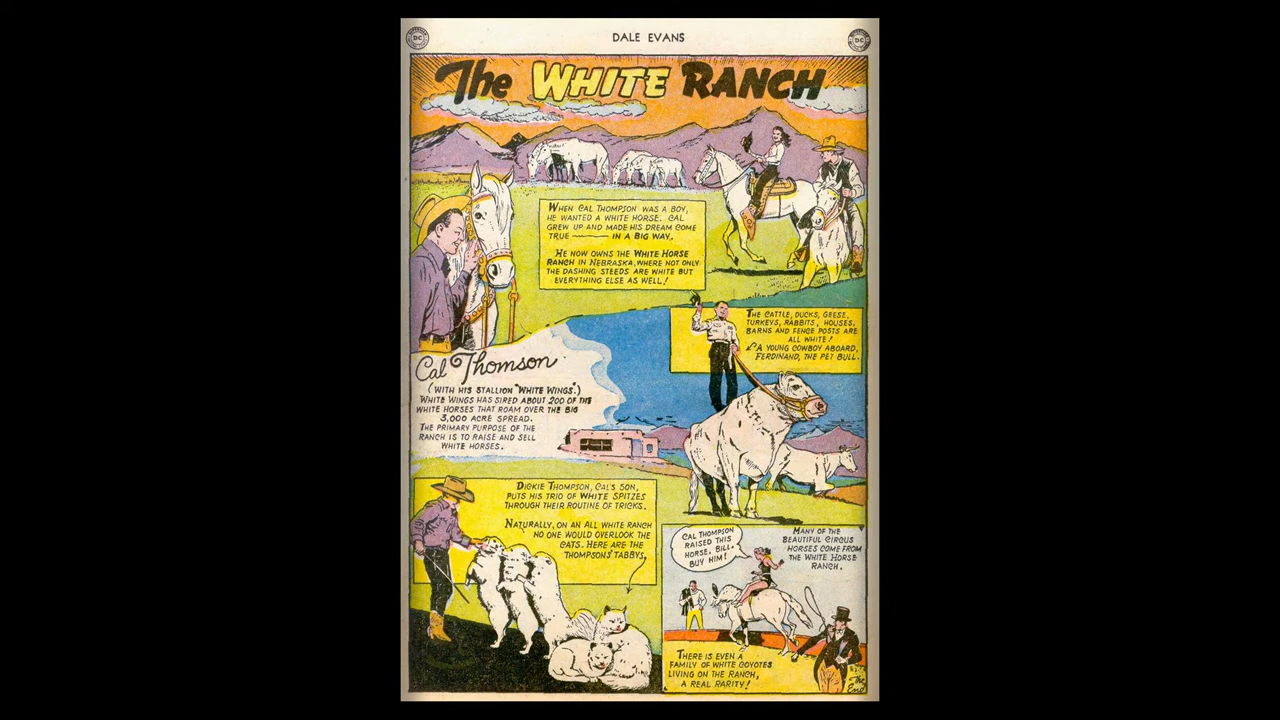 DALE EVANS
The WHITE RANCH
WHEN CAL THOMPSON WAS A BOY,
HE WANTED A WHITE HORSE. CAL
GREW UP AND MADE HIS DREAM COME
TRUE ——— IN A BIG WAY.
HE NOW OWNS THE WHITE HORSE
RANCH IN NEBRASKA, WHERE NOT ONLY
THE DASHING STEEDS ARE WHITE BUT
EVERYTHING ELSE AS WELL!
THE CATTLE, DUCKS, GEESE,
TURKEYS, RABBITS, HOUSES,
BARNS AND FENCE POSTS ARE
ALL WHITE!
A YOUNG COWBOY ABOARD,
FERDINAND, THE PET BULL.
Cal Thomson
(WITH HIS STALLION "WHITE WINGS".)
WHITE WINGS HAS SIRED ABOUT 200 OF THE
WHITE HORSES THAT ROAM OVER THE BIG
3,000 ACRE SPREAD.
THE PRIMARY PURPOSE OF THE
RANCH IS TO RAISE AND SELL
WHITE HORSES.
DICKIE THOMPSON, CAL'S SON,
PUTS HIS TRIO OF WHITE SPITZES
THROUGH THEIR ROUTINE OF TRICKS.
NATURALLY, ON AN ALL WHITE RANCH
NO ONE WOULD OVERLOOK THE
CATS. HERE ARE THE
THOMPSONS' TABBYS.
CAL THOMPSON
RAISED THIS
HORSE, BILL.
BUY HIM!
MANY OF THE
BEAUTIFUL CIRCUS
HORSES COME FROM
THE WHITE HORSE
RANCH.
THERE IS EVEN A
FAMILY OF WHITE COYOTES
LIVING ON THE RANCH,
A REAL RARITY!
The
End